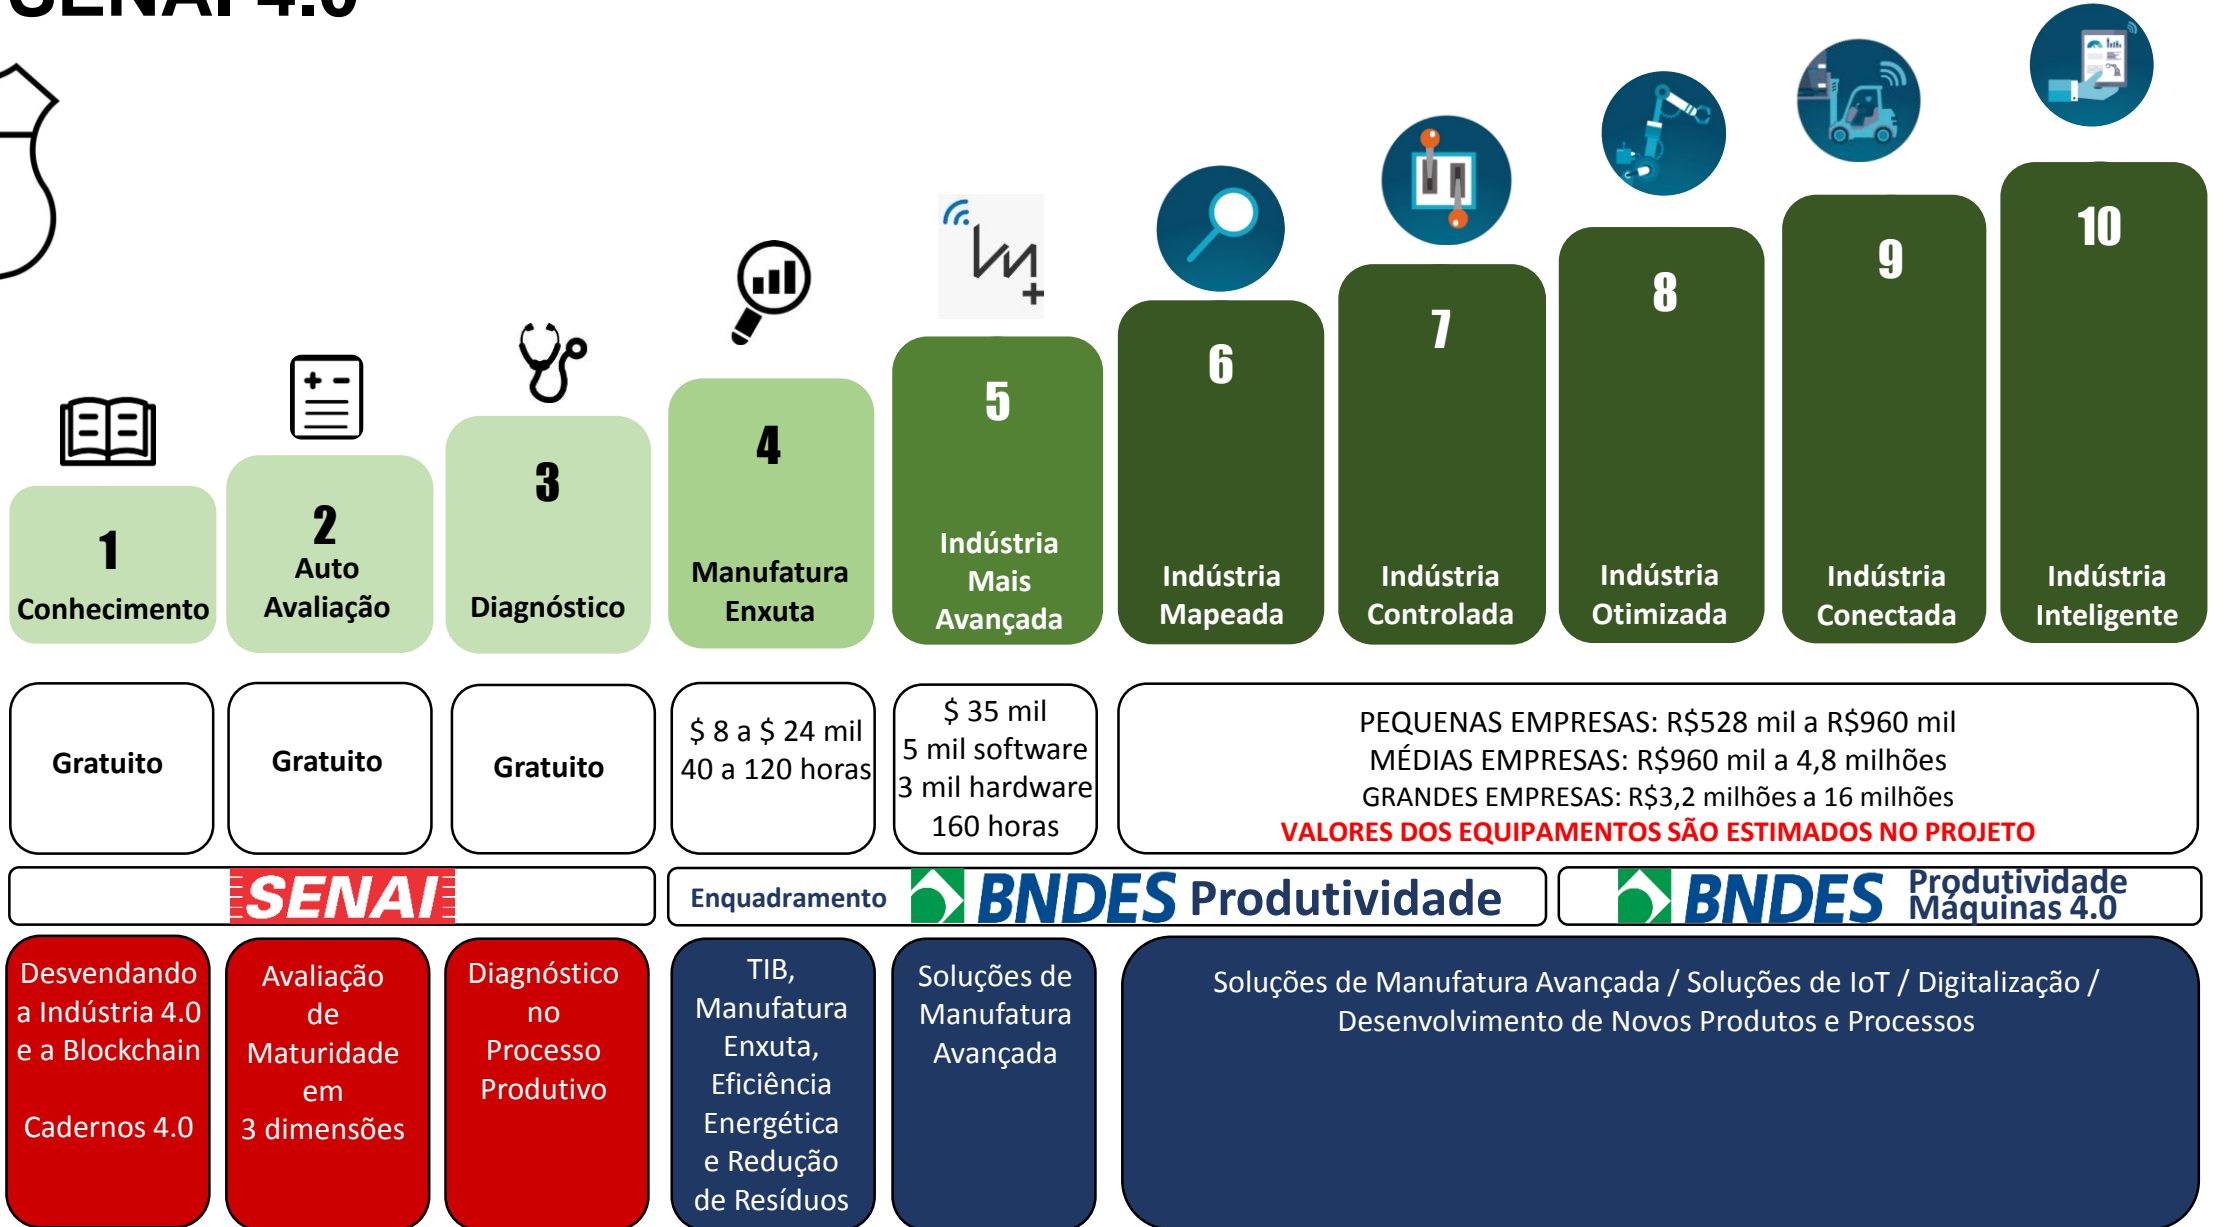 SENAI 4.0
1
Conhecimento
2
Auto
Avaliação
3
Diagnóstico
4
Manufatura
Enxuta
5
Indústria
Mais
Avançada
6
Indústria
Mapeada
7
Indústria
Controlada
8
Indústria
Otimizada
9
Indústria
Conectada
10
Indústria
Inteligente
Gratuito
Gratuito
Gratuito
$ 8 a $ 24 mil
40 a 120 horas
$ 35 mil
5 mil software
3 mil hardware
160 horas
PEQUENAS EMPRESAS: R$528 mil a R$960 mil
MÉDIAS EMPRESAS: R$960 mil a 4,8 milhões
GRANDES EMPRESAS: R$3,2 milhões a 16 milhões
VALORES DOS EQUIPAMENTOS SÃO ESTIMADOS NO PROJETO
SENAI
Enquadramento BNDES Produtividade
BNDES Produtividade
Máquinas 4.0
Desvendando
a Indústria 4.0
e a Blockchain
Cadernos 4.0
Avaliação
de
Maturidade
em
3 dimensões
Diagnóstico
no
Processo
Produtivo
TIB,
Manufatura
Enxuta,
Eficiência
Energética
e Redução
de Resíduos
Soluções de
Manufatura
Avançada
Soluções de Manufatura Avançada / Soluções de IoT / Digitalização /
Desenvolvimento de Novos Produtos e Processos